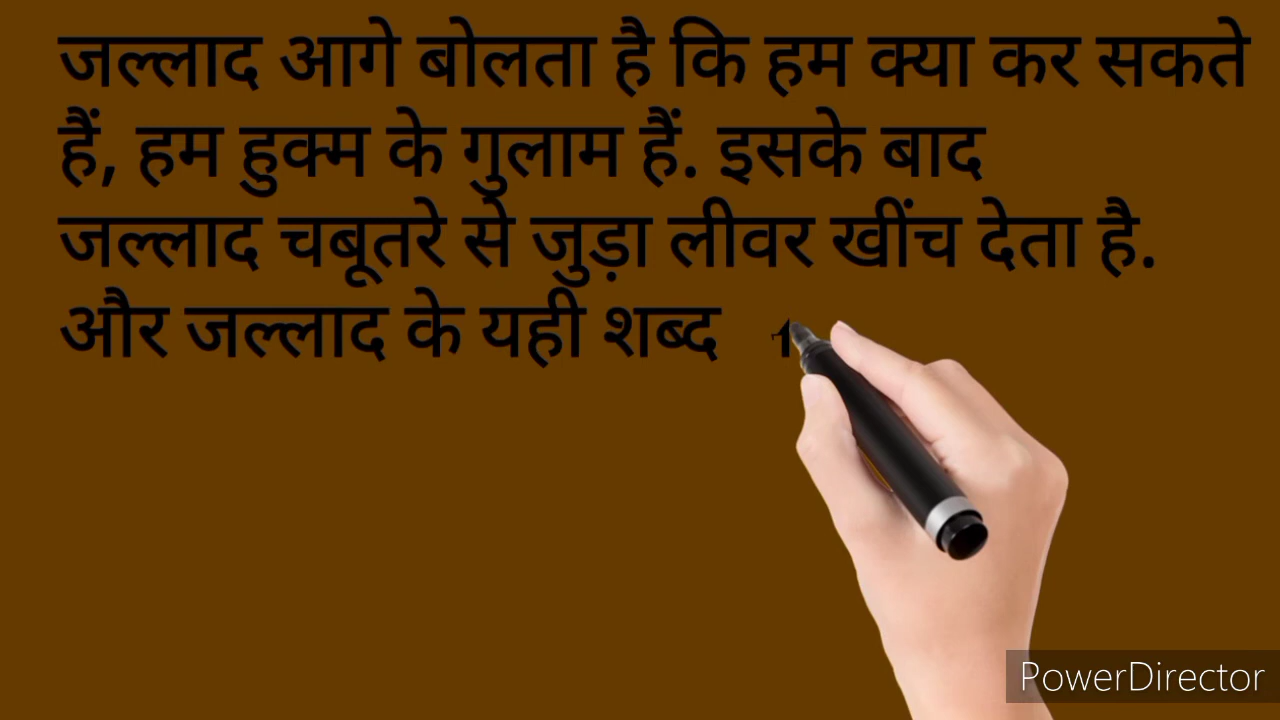 जल्लाद आगे बोलता है कि हम क्या कर सकते
हैं, हम हुक्म के गुलाम हैं. इसके बाद
जल्लाद चबूतरे से जुड़ा लीवर खींच देता है.
और जल्लाद के यही शब्द
PowerDirector